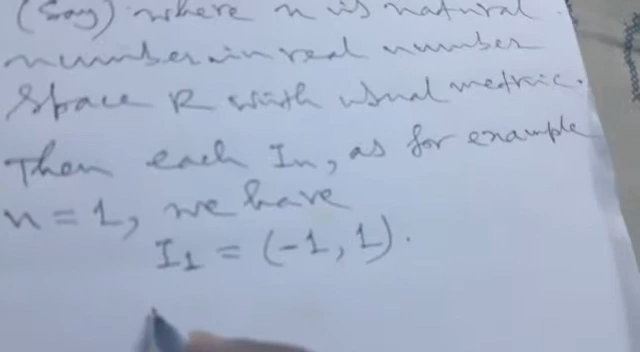 (Say) where n is natural
number in real number
space R with usual metric.
Then each In, as for example
n = 1, we have
I1 = (-1, 1).